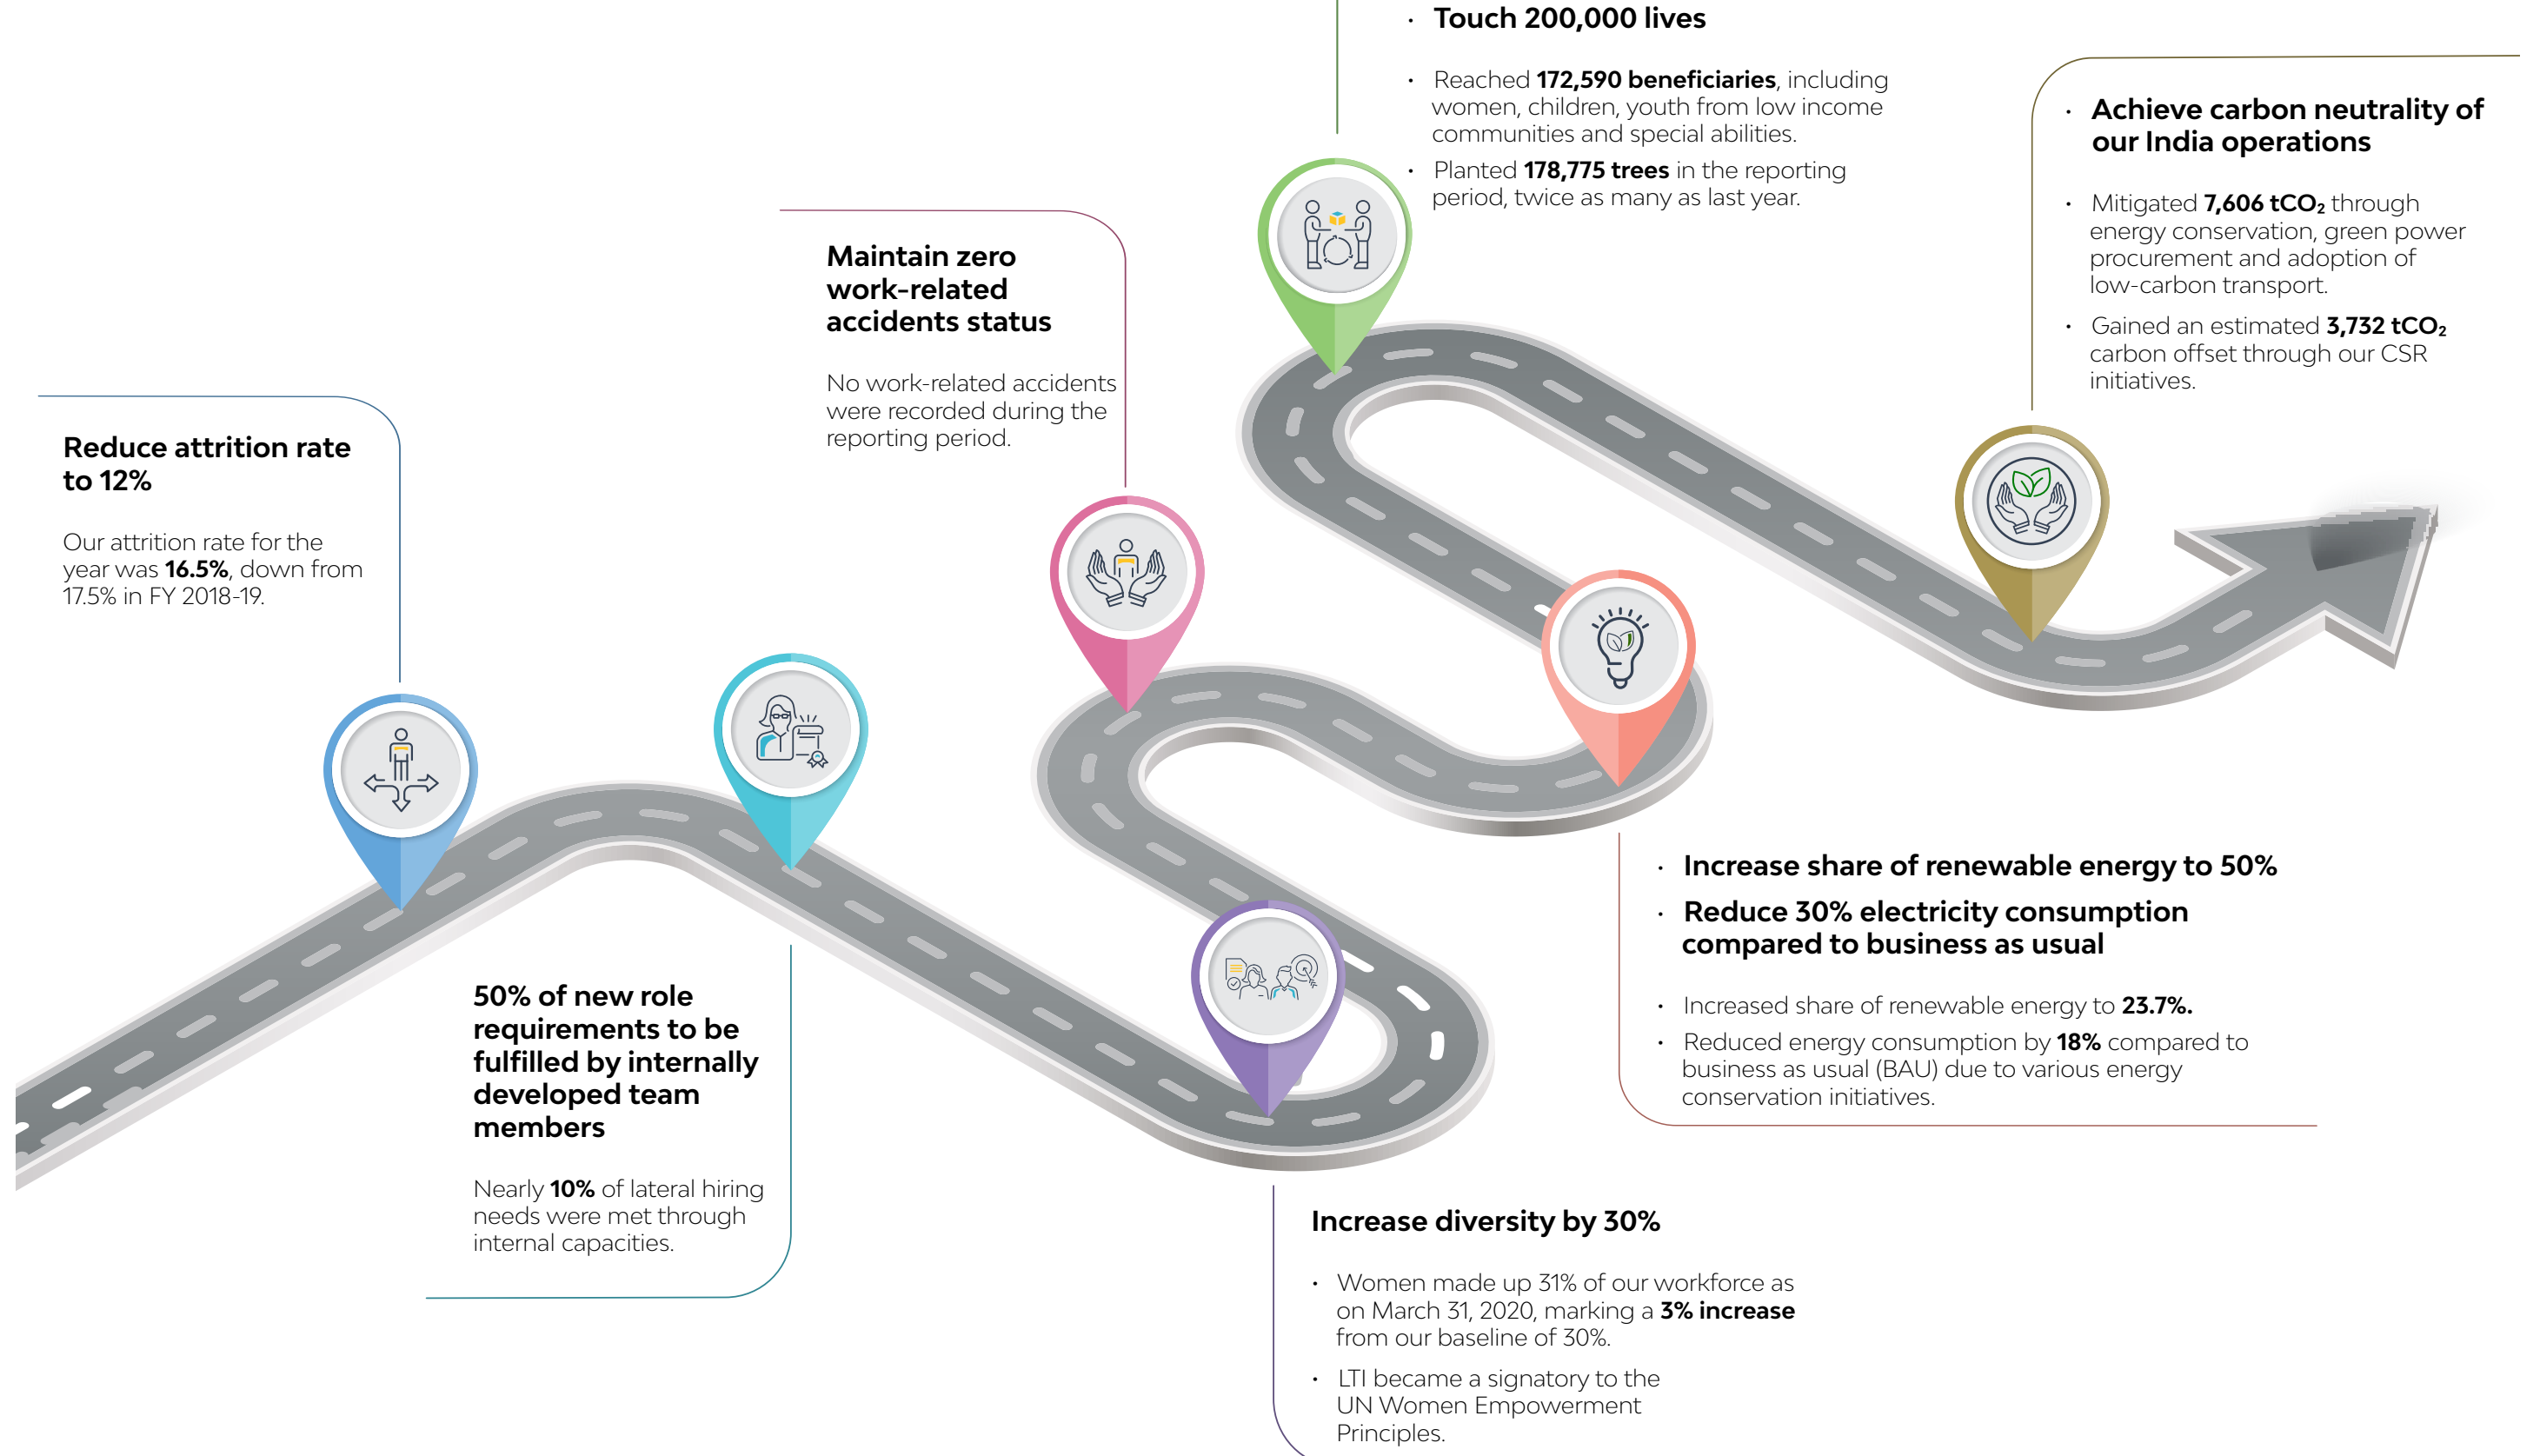 · Touch 200,000 lives
· Reached 172,590 beneficiaries, including
women, children, youth from low income
communities and special abilities.
· Planted 178,775 trees in the reporting
period, twice as many as last year.
· Achieve carbon neutrality of
our India operations
· Mitigated 7,606 tCO₂ through
energy conservation, green power
procurement and adoption of
low-carbon transport.
· Gained an estimated 3,732 tCO₂
carbon offset through our CSR
initiatives.
Maintain zero
work-related
accidents status
No work-related accidents
were recorded during the
reporting period.
Reduce attrition rate
to 12%
Our attrition rate for the
year was 16.5%, down from
17.5% in FY 2018-19.
50% of new role
requirements to be
fulfilled by internally
developed team
members
Nearly 10% of lateral hiring
needs were met through
internal capacities.
· Increase share of renewable energy to 50%
· Reduce 30% electricity consumption
compared to business as usual
· Increased share of renewable energy to 23.7%.
· Reduced energy consumption by 18% compared to
business as usual (BAU) due to various energy
conservation initiatives.
Increase diversity by 30%
· Women made up 31% of our workforce as
on March 31, 2020, marking a 3% increase
from our baseline of 30%.
· LTI became a signatory to the
UN Women Empowerment
Principles.